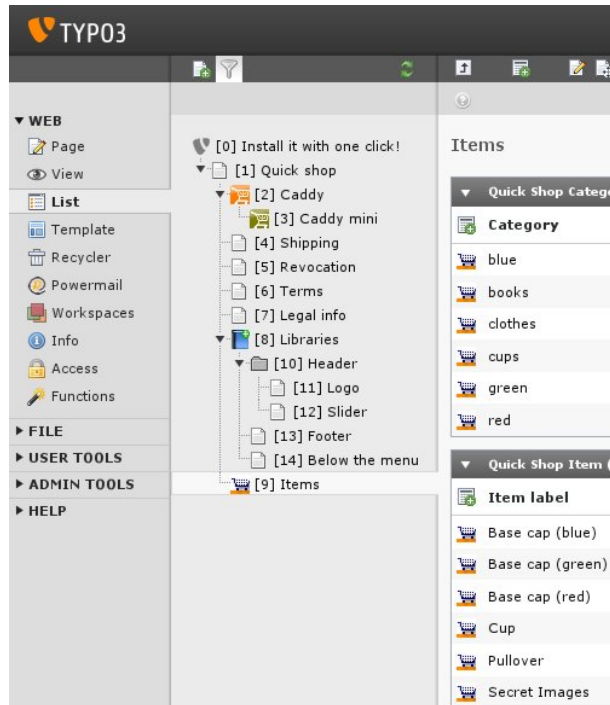 TYPO3
WEB
Page
View
List
Template
Recycler
Powermail
Workspaces
Info
Access
Functions
FILE
USER TOOLS
ADMIN TOOLS
HELP
[0] Install it with one click!
[1] Quick shop
[2] Caddy
[3] Caddy mini
[4] Shipping
[5] Revocation
[6] Terms
[7] Legal info
[8] Libraries
[10] Header
[11] Logo
[12] Slider
[13] Footer
[14] Below the menu
[9] Items
Items
Quick Shop Catego
Category
blue
books
clothes
cups
green
red
Quick Shop Item (
Item label
Base cap (blue)
Base cap (green)
Base cap (red)
Cup
Pullover
Secret Images